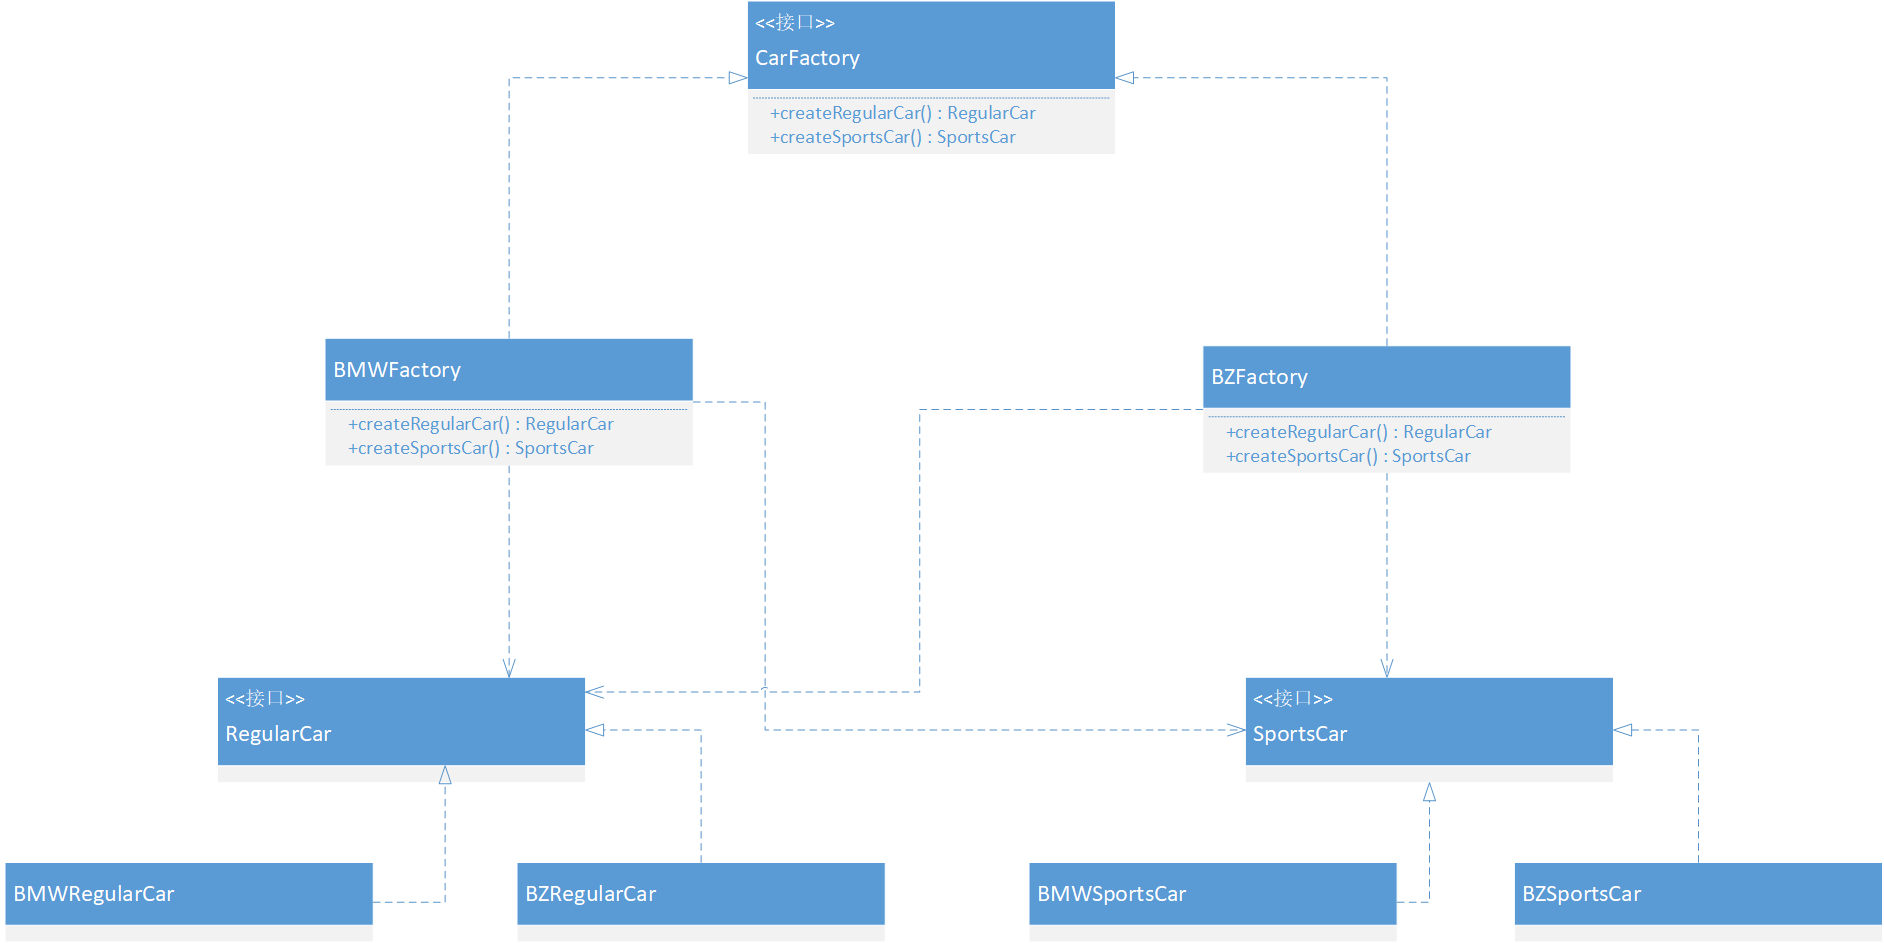 <<接口>>
CarFactory
+createRegularCar() : RegularCar
+createSportsCar() : SportsCar
BMWFactory
+createRegularCar() : RegularCar
+createSportsCar() : SportsCar
BZFactory
+createRegularCar() : RegularCar
+createSportsCar() : SportsCar
<<接口>>
RegularCar
<<接口>>
SportsCar
BMWRegularCar
BZRegularCar
BMWSportsCar
BZSportsCar